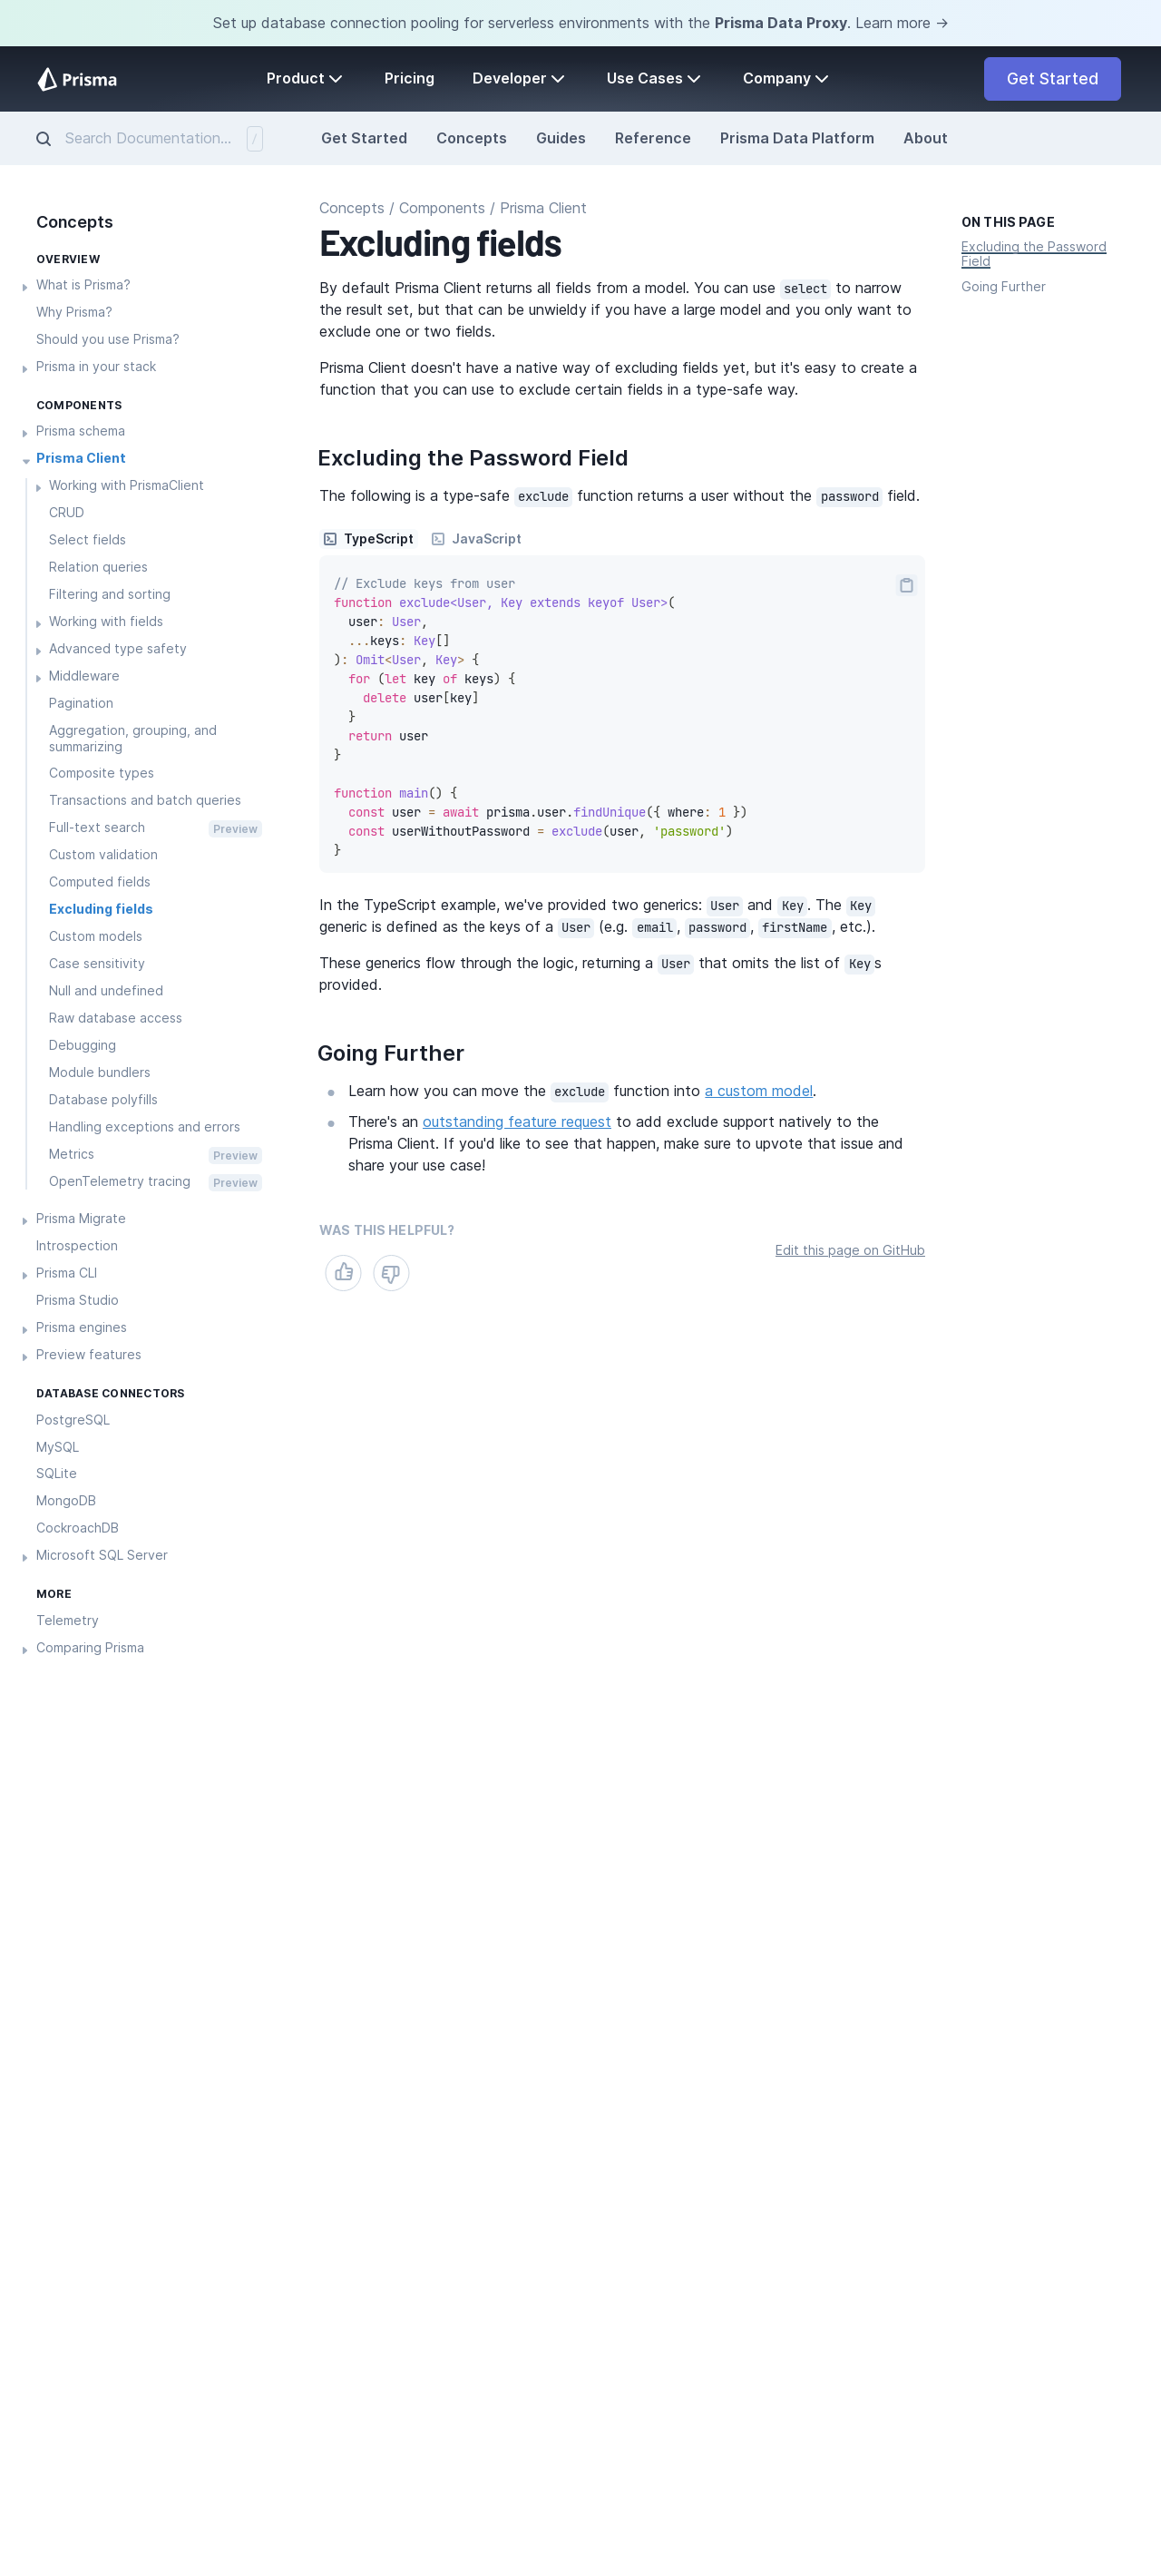 Set up database connection pooling for serverless environments with the Prisma Data Proxy. Learn more →
Prisma
Product
Pricing
Developer
Use Cases
Company
Get Started
Search Documentation...
/
Get Started
Concepts
Guides
Reference
Prisma Data Platform
About
Concepts
OVERVIEW
What is Prisma?
Why Prisma?
Should you use Prisma?
Prisma in your stack
COMPONENTS
Prisma schema
Prisma Client
Working with PrismaClient
CRUD
Select fields
Relation queries
Filtering and sorting
Working with fields
Advanced type safety
Middleware
Pagination
Aggregation, grouping, and
summarizing
Composite types
Transactions and batch queries
Full-text search Preview
Custom validation
Computed fields
Excluding fields
Custom models
Case sensitivity
Null and undefined
Raw database access
Debugging
Module bundlers
Database polyfills
Handling exceptions and errors
Metrics Preview
OpenTelemetry tracing Preview
Prisma Migrate
Introspection
Prisma CLI
Prisma Studio
Prisma engines
Preview features
DATABASE CONNECTORS
PostgreSQL
MySQL
SQLite
MongoDB
CockroachDB
Microsoft SQL Server
MORE
Telemetry
Comparing Prisma
Concepts / Components / Prisma Client
Excluding fields
By default Prisma Client returns all fields from a model. You can use select to narrow
the result set, but that can be unwieldy if you have a large model and you only want to
exclude one or two fields.
Prisma Client doesn't have a native way of excluding fields yet, but it's easy to create a
function that you can use to exclude certain fields in a type-safe way.
Excluding the Password Field
The following is a type-safe exclude function returns a user without the password field.
TypeScript JavaScript
// Exclude keys from user
function exclude<User, Key extends keyof User>(
  user: User,
  ...keys: Key[]
): Omit<User, Key> {
  for (let key of keys) {
    delete user[key]
  }
  return user
}
function main() {
  const user = await prisma.user.findUnique({ where: 1 })
  const userWithoutPassword = exclude(user, 'password')
}
In the TypeScript example, we've provided two generics: User and Key. The Key
generic is defined as the keys of a User (e.g. email, password, firstName, etc.).
These generics flow through the logic, returning a User that omits the list of Keys
provided.
Going Further
Learn how you can move the exclude function into a custom model.
There's an outstanding feature request to add exclude support natively to the
Prisma Client. If you'd like to see that happen, make sure to upvote that issue and
share your use case!
WAS THIS HELPFUL?
Edit this page on GitHub
ON THIS PAGE
Excluding the Password
Field
Going Further